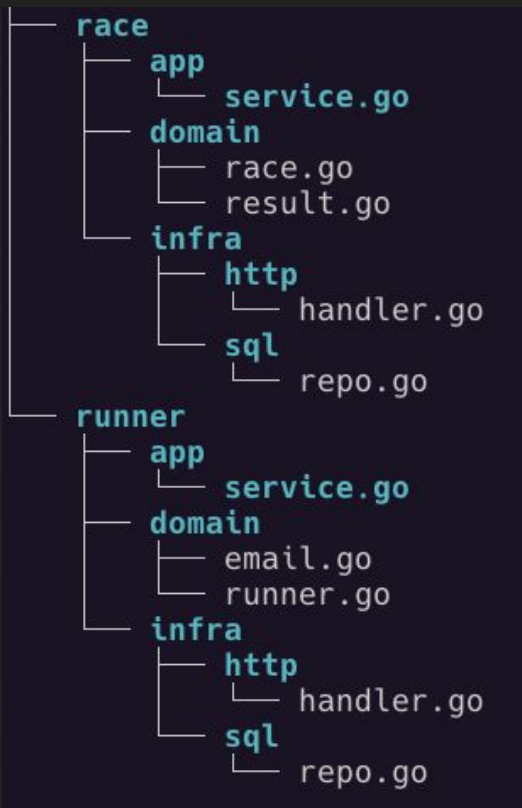 race
app
service.go
domain
race.go
result.go
infra
http
handler.go
sql
repo.go
runner
app
service.go
domain
email.go
runner.go
infra
http
handler.go
sql
repo.go